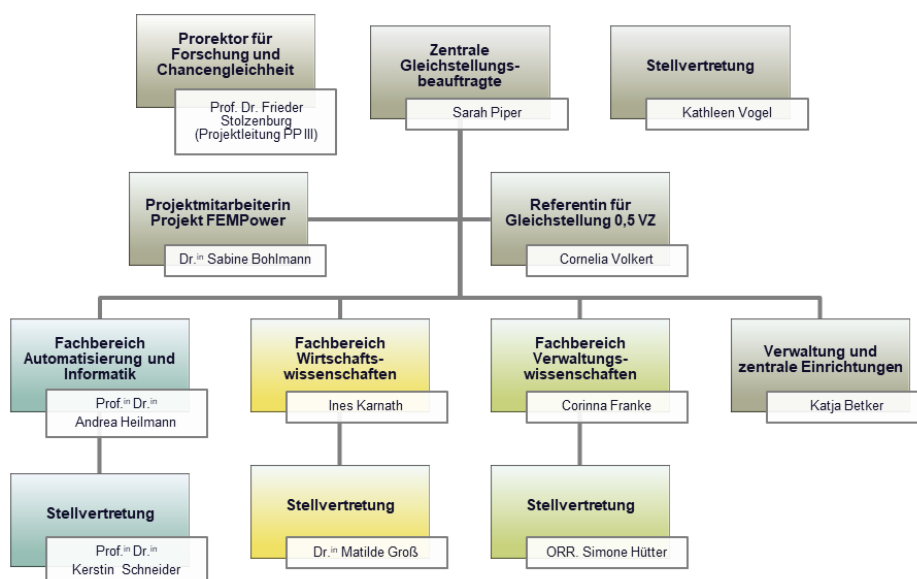 Prorektor für
Forschung und
Chancengleichheit
Prof. Dr. Frieder
Stolzenburg
(Projektleitung PP III)
Zentrale
Gleichstellungs-
beauftragte
Sarah Piper
Stellvertretung
Kathleen Vogel
Projektmitarbeiterin
Projekt FEMPower
Dr.ⁱⁿ Sabine Bohlmann
Referentin für
Gleichstellung 0,5 VZ
Cornelia Volkert
Fachbereich
Automatisierung und
Informatik
Prof.ⁱⁿ Dr.ⁱⁿ
Andrea Heilmann
Fachbereich
Wirtschafts-
wissenschaften
Ines Karnath
Fachbereich
Verwaltungs-
wissenschaften
Corinna Franke
Verwaltung und
zentrale Einrichtungen
Katja Betker
Stellvertretung
Prof.ⁱⁿ Dr.ⁱⁿ
Kerstin Schneider
Stellvertretung
Dr.ⁱⁿ Matilde Groß
Stellvertretung
ORR. Simone Hütter